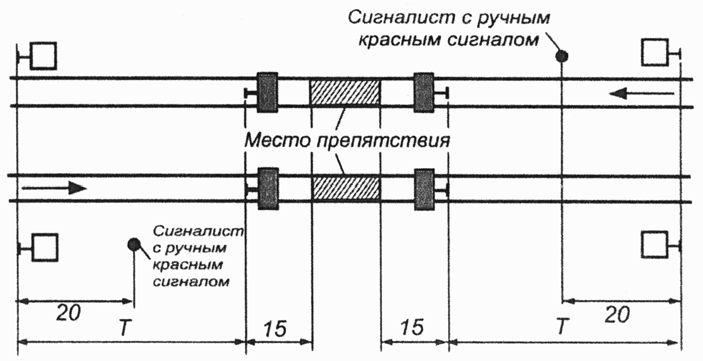 Сигналист с ручным
красным сигналом
Место препятствия
Сигналист
с ручным
красным
сигналом
20
T
15
15
T
20